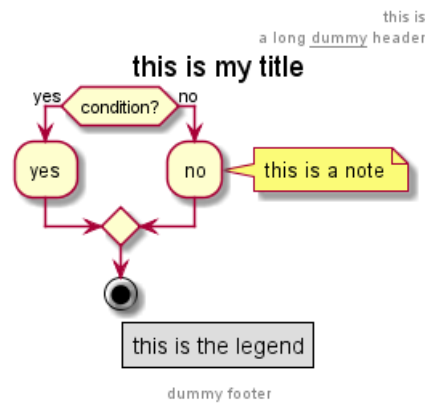 this is
a long dummy header
this is my title
yes
condition?
no
yes
no
this is a note
this is the legend
dummy footer